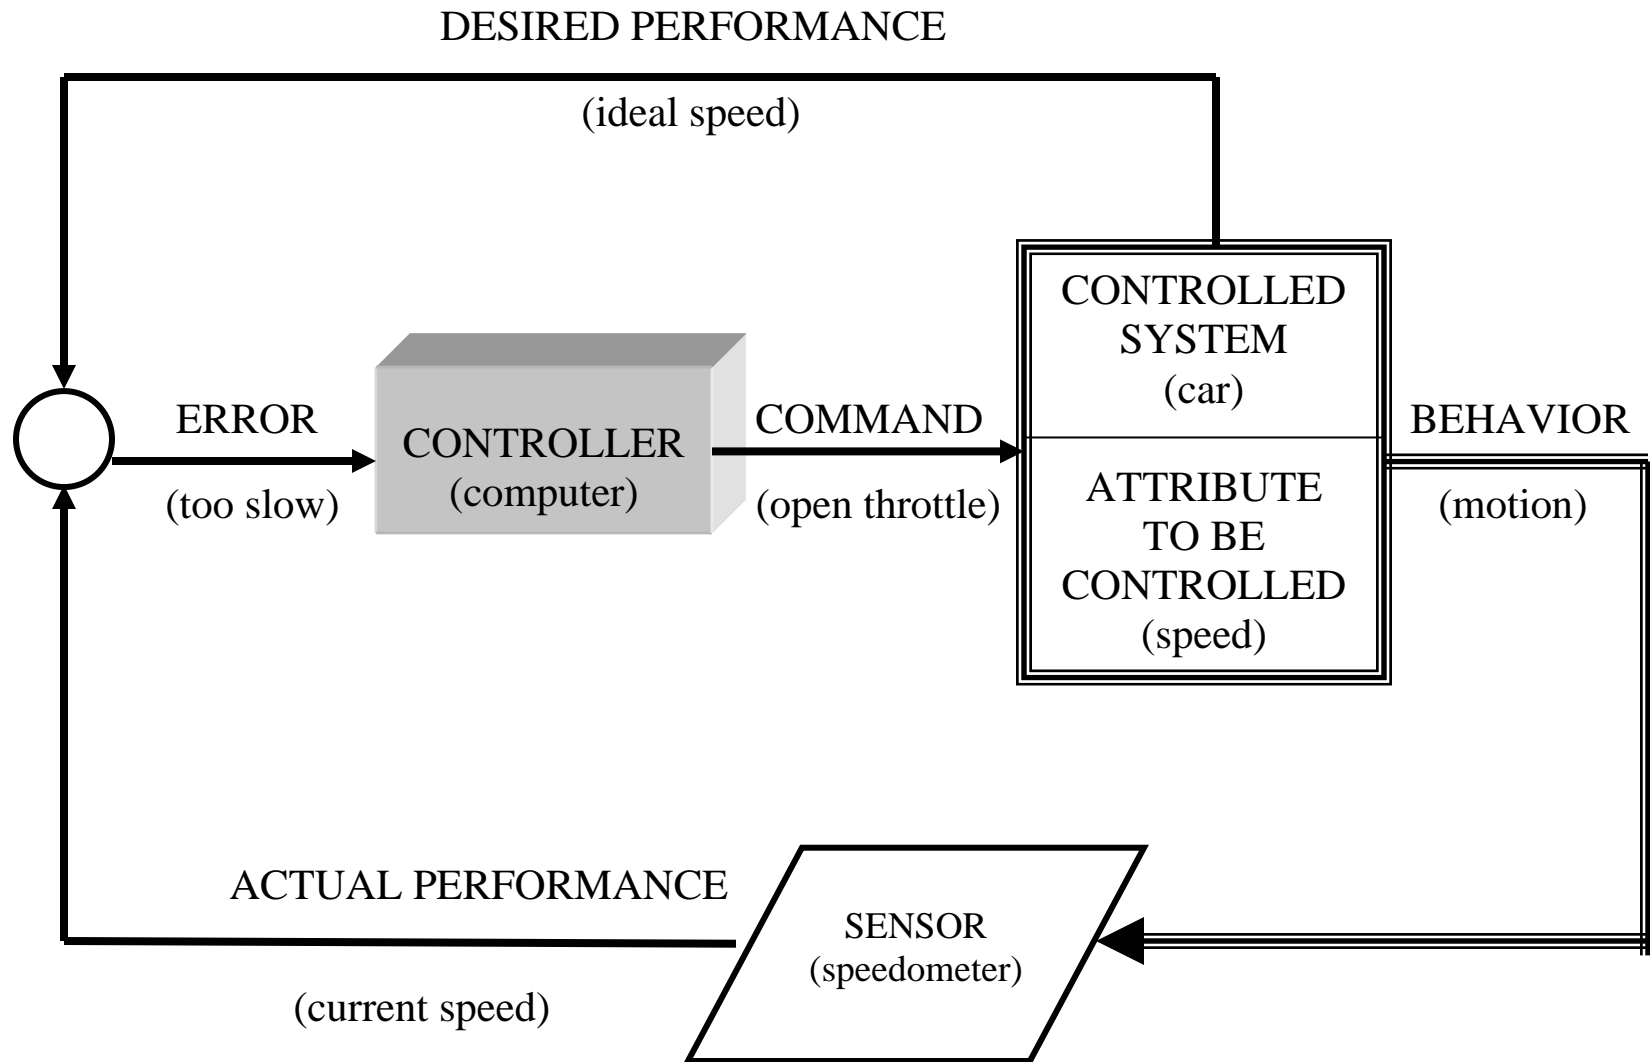 DESIRED PERFORMANCE
(ideal speed)
ERROR
(too slow)
CONTROLLER
(computer)
COMMAND
(open throttle)
CONTROLLED
SYSTEM
(car)
ATTRIBUTE
TO BE
CONTROLLED
(speed)
BEHAVIOR
(motion)
ACTUAL PERFORMANCE
(current speed)
SENSOR
(speedometer)